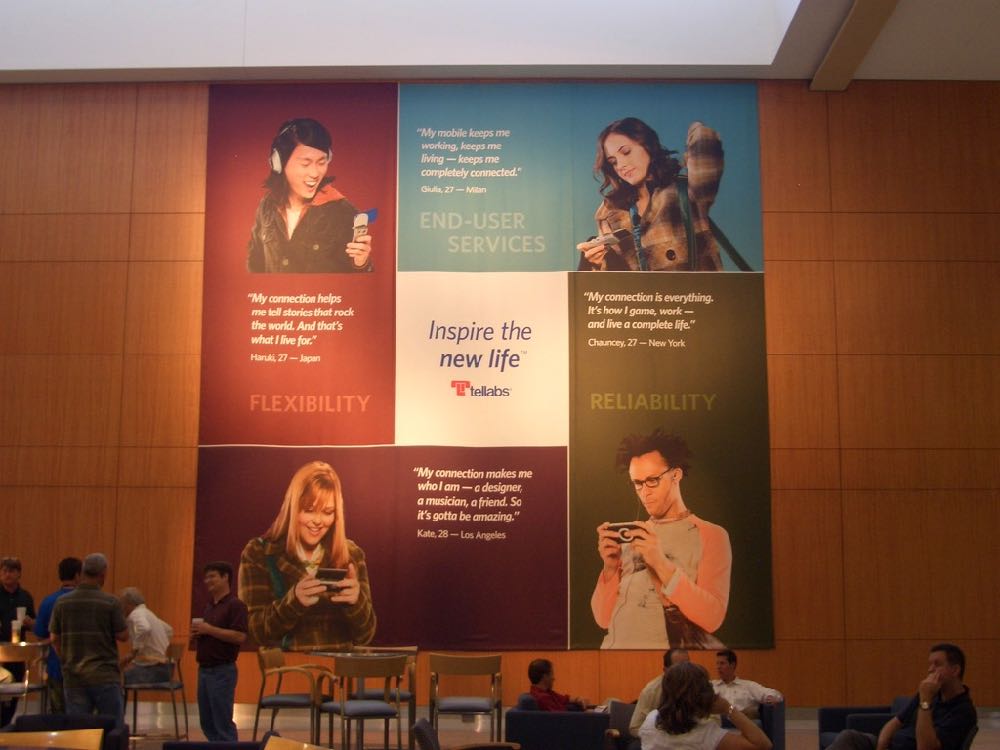 "My mobile keeps me
working, keeps me
living — keeps me
completely connected."
Giulia, 27 — Milan
END-USER
SERVICES
"My connection helps
me tell stories that rock
the world. And that's
what I live for."
Haruki, 27 — Japan
FLEXIBILITY
Inspire the
new life™
tellabs
"My connection is everything.
It's how I game, work —
and live a complete life."
Chauncey, 27 — New York
RELIABILITY
"My connection makes me
who I am — a designer,
a musician, a friend. So
it's gotta be amazing."
Kate, 28 — Los Angeles